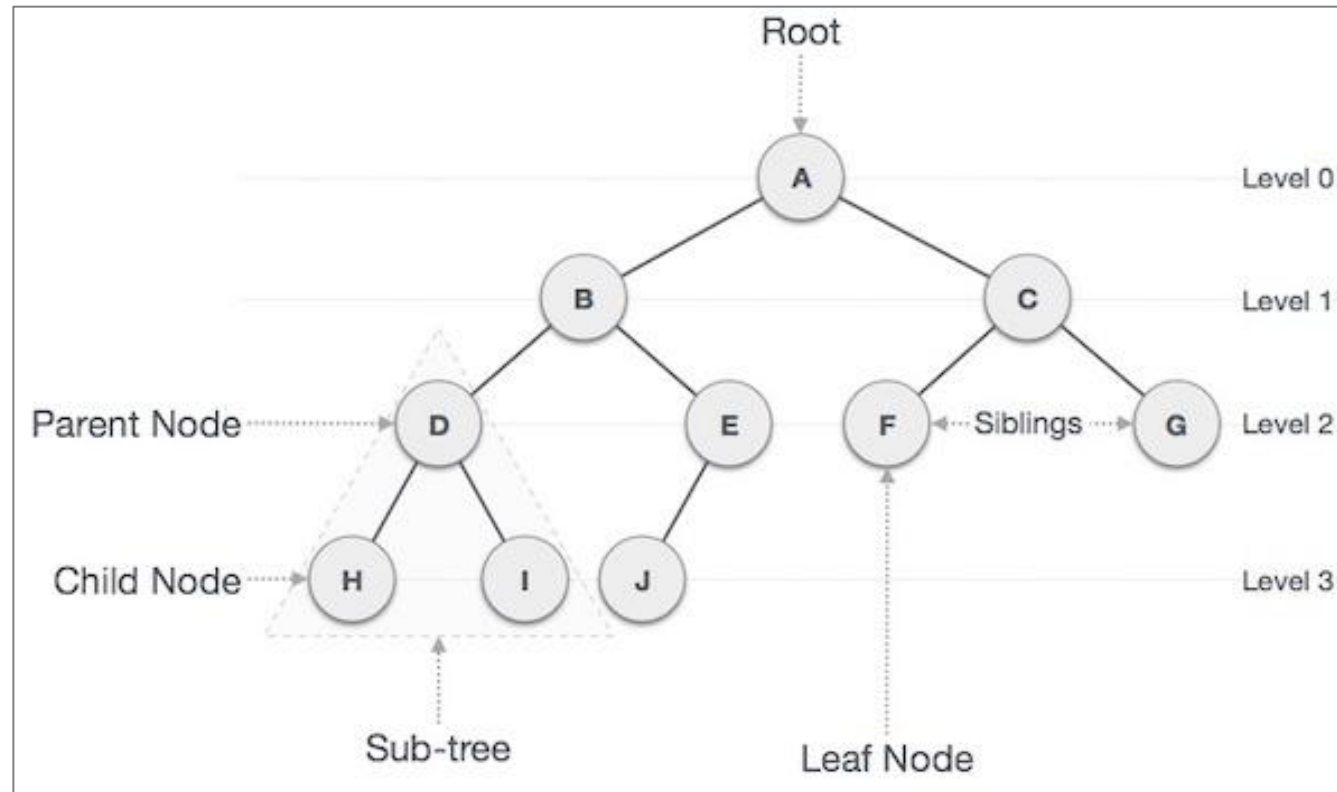 Root
A
Level 0
B
C
Level 1
Parent Node
D
E
F
Siblings
G
Level 2
Child Node
H
I
J
Level 3
Sub-tree
Leaf Node